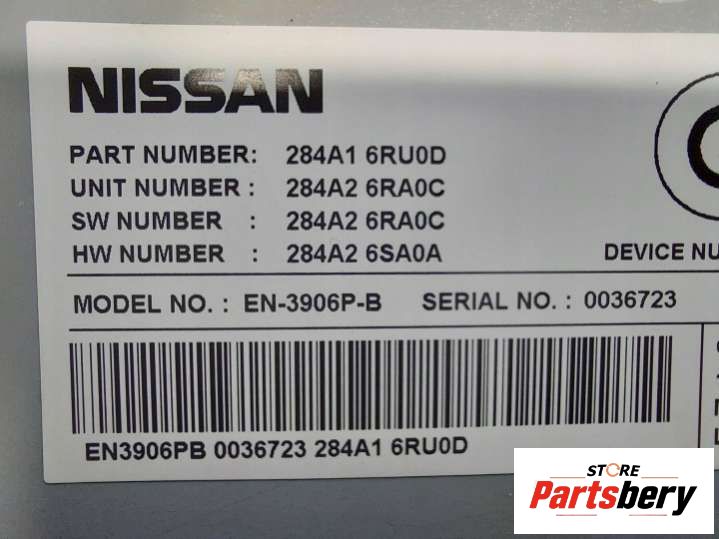 NISSAN
PART NUMBER: 284A1 6RU0D
UNIT NUMBER : 284A2 6RA0C
SW NUMBER : 284A2 6RA0C
HW NUMBER : 284A2 6SA0A
DEVICE NU
MODEL NO. : EN-3906P-B SERIAL NO. : 0036723
EN3906PB 0036723 284A1 6RU0D
STORE
Partsbery